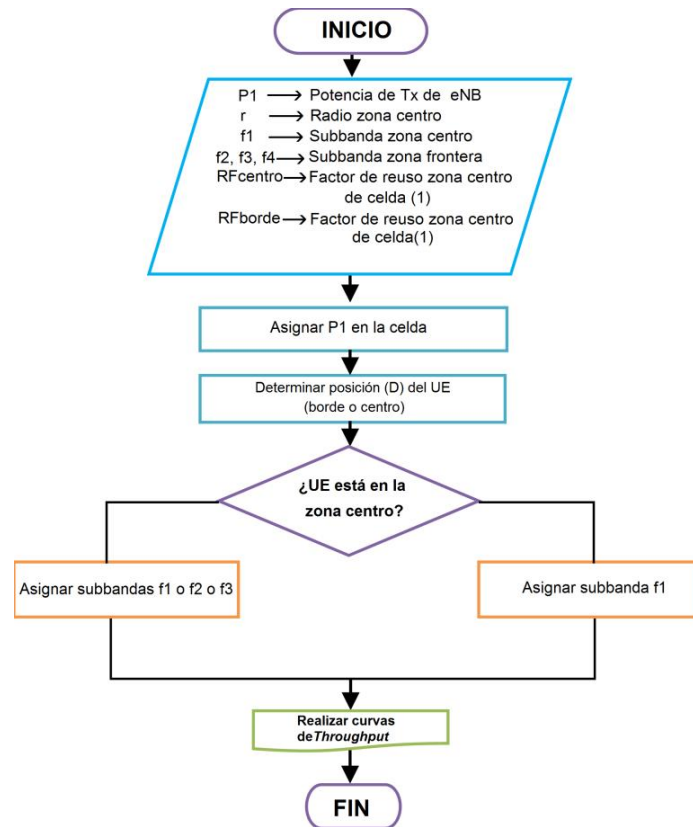 INICIO
P1 → Potencia de Tx de eNB
r → Radio zona centro
f1 → Subbanda zona centro
f2, f3, f4 → Subbanda zona frontera
RFcentro → Factor de reuso zona centro
de celda (1)
RFborde → Factor de reuso zona centro
de celda(1)
Asignar P1 en la celda
Determinar posición (D) del UE
(borde o centro)
¿UE está en la
zona centro?
Asignar subbandas f1 o f2 o f3
Asignar subbanda f1
Realizar curvas
deThroughput
FIN